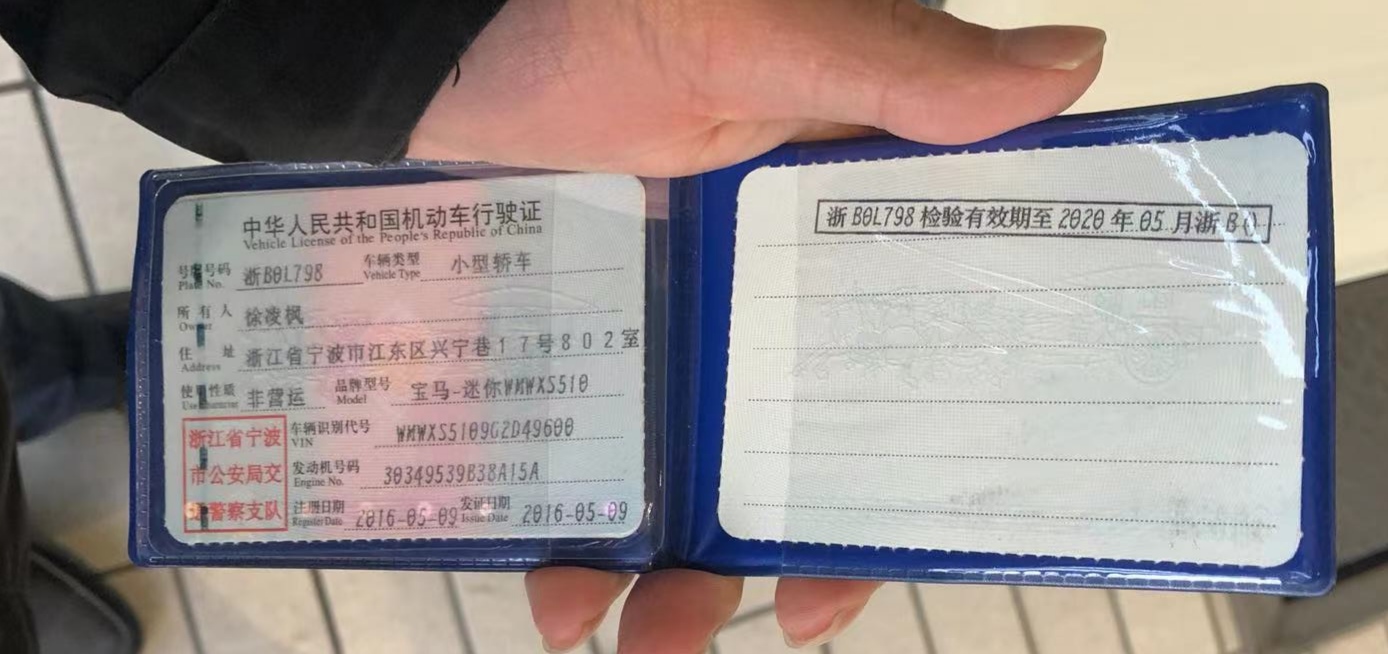 中华人民共和国机动车行驶证
Vehicle License of the People's Republic of China
号牌号码 浙B0L798 车辆类型 小型轿车
Plate No. Vehicle Type
所有人 徐凌枫
Owner
住址 浙江省宁波市江东区兴宁巷17号802室
Address
使用性质 非营运 品牌型号 宝马-迷你WMWXS510
Use Character Model
浙江省宁波
市公安局交
警察支队
车辆识别代号 WMWXS5109G2D49600
VIN
发动机号码 30349539B38A15A
Engine No.
注册日期 2016-05-09 发证日期 2016-05-09
Register Date Issue Date
浙B0L798检验有效期至2020年05月浙B0